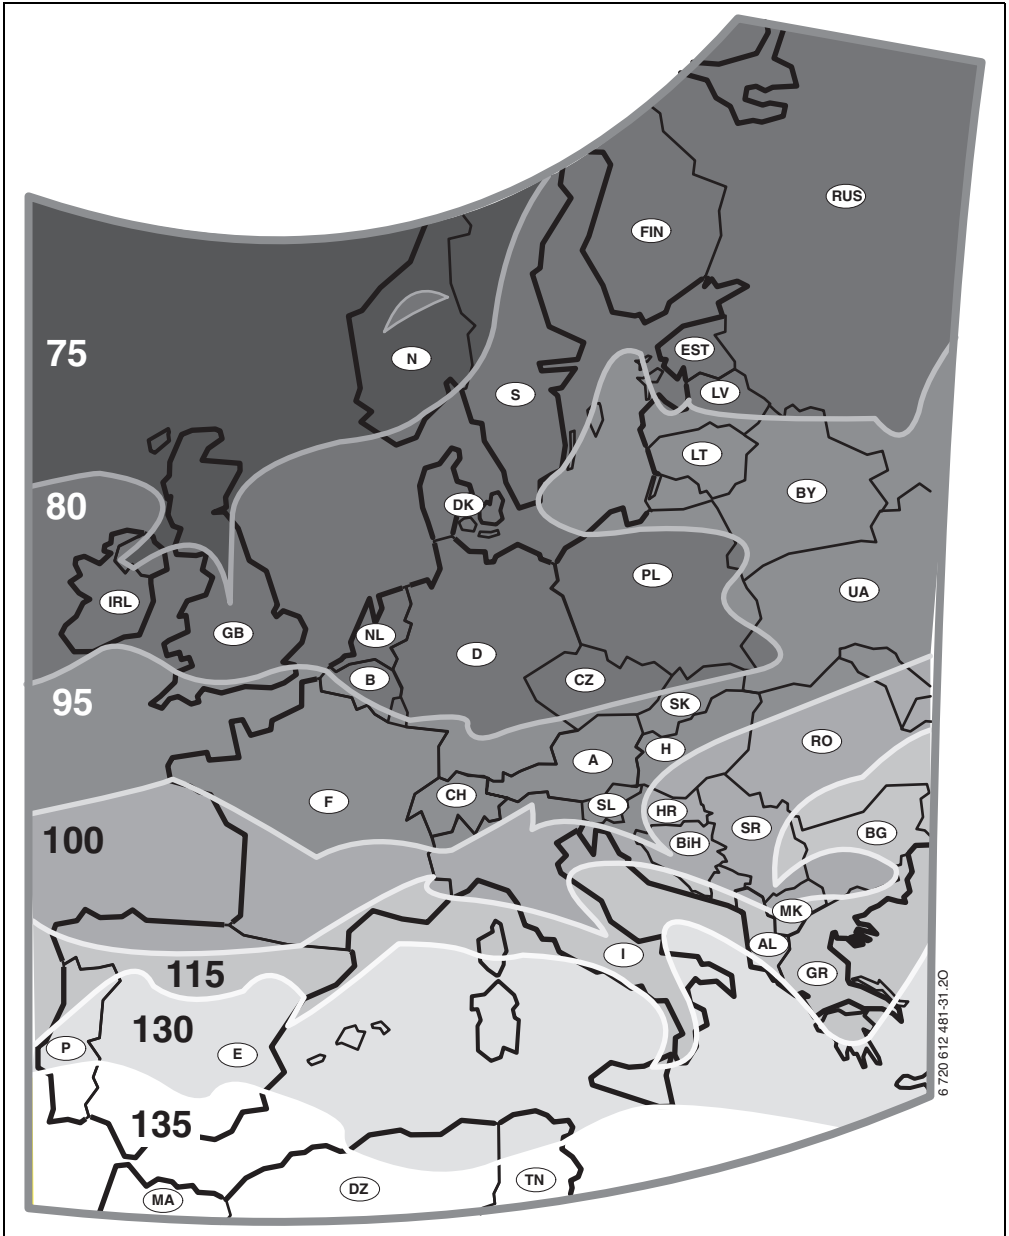 RUS
FIN
75
EST
N
LV
S
LT
80
BY
DK
PL
UA
IRL
GB
NL
D
B
CZ
95
SK
RO
H
A
CH
F
SL
HR
SR
BG
100
BiH
MK
AL
I
115
GR
130
P
E
135
TN
DZ
MA
6 720 612 481-31.2O